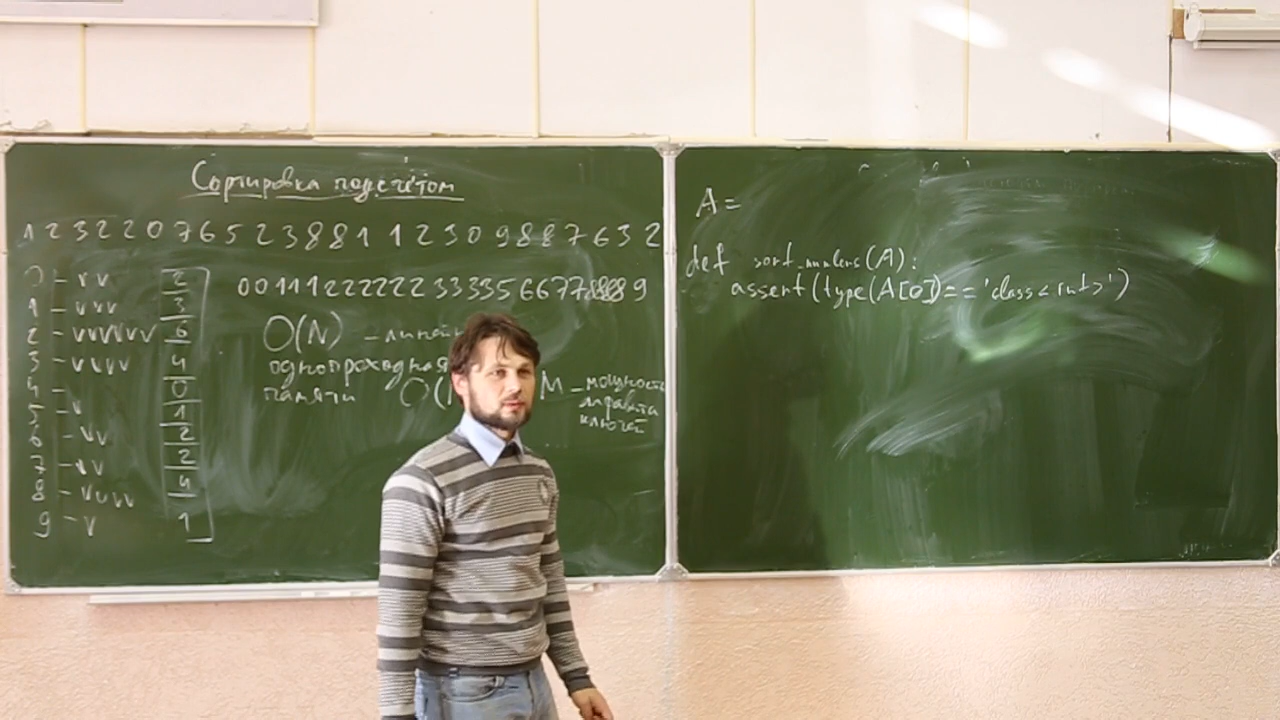 Сортировка подсчётом
1 2 3 2 2 0 7 6 5 2 3 8 8 1 1 2 3 0 9 8 8 7 6 3 2
0 - v v 2
1 - v v v 3
2 - v v v v v v 6
3 - v v v v 4
4 - 0
5 - v 1
6 - v v 2
7 - v v 2
8 - v v v v 4
9 - v 1
0 0 1 1 1 2 2 2 2 2 2 3 3 3 3 5 6 6 7 7 8 8 8 8 9
O(N) - линей
однопроходная
памяти O( M - мощность
алфавита
ключей
A =
def sort_numbers(A):
assert(type(A[0])== 'class<int>')